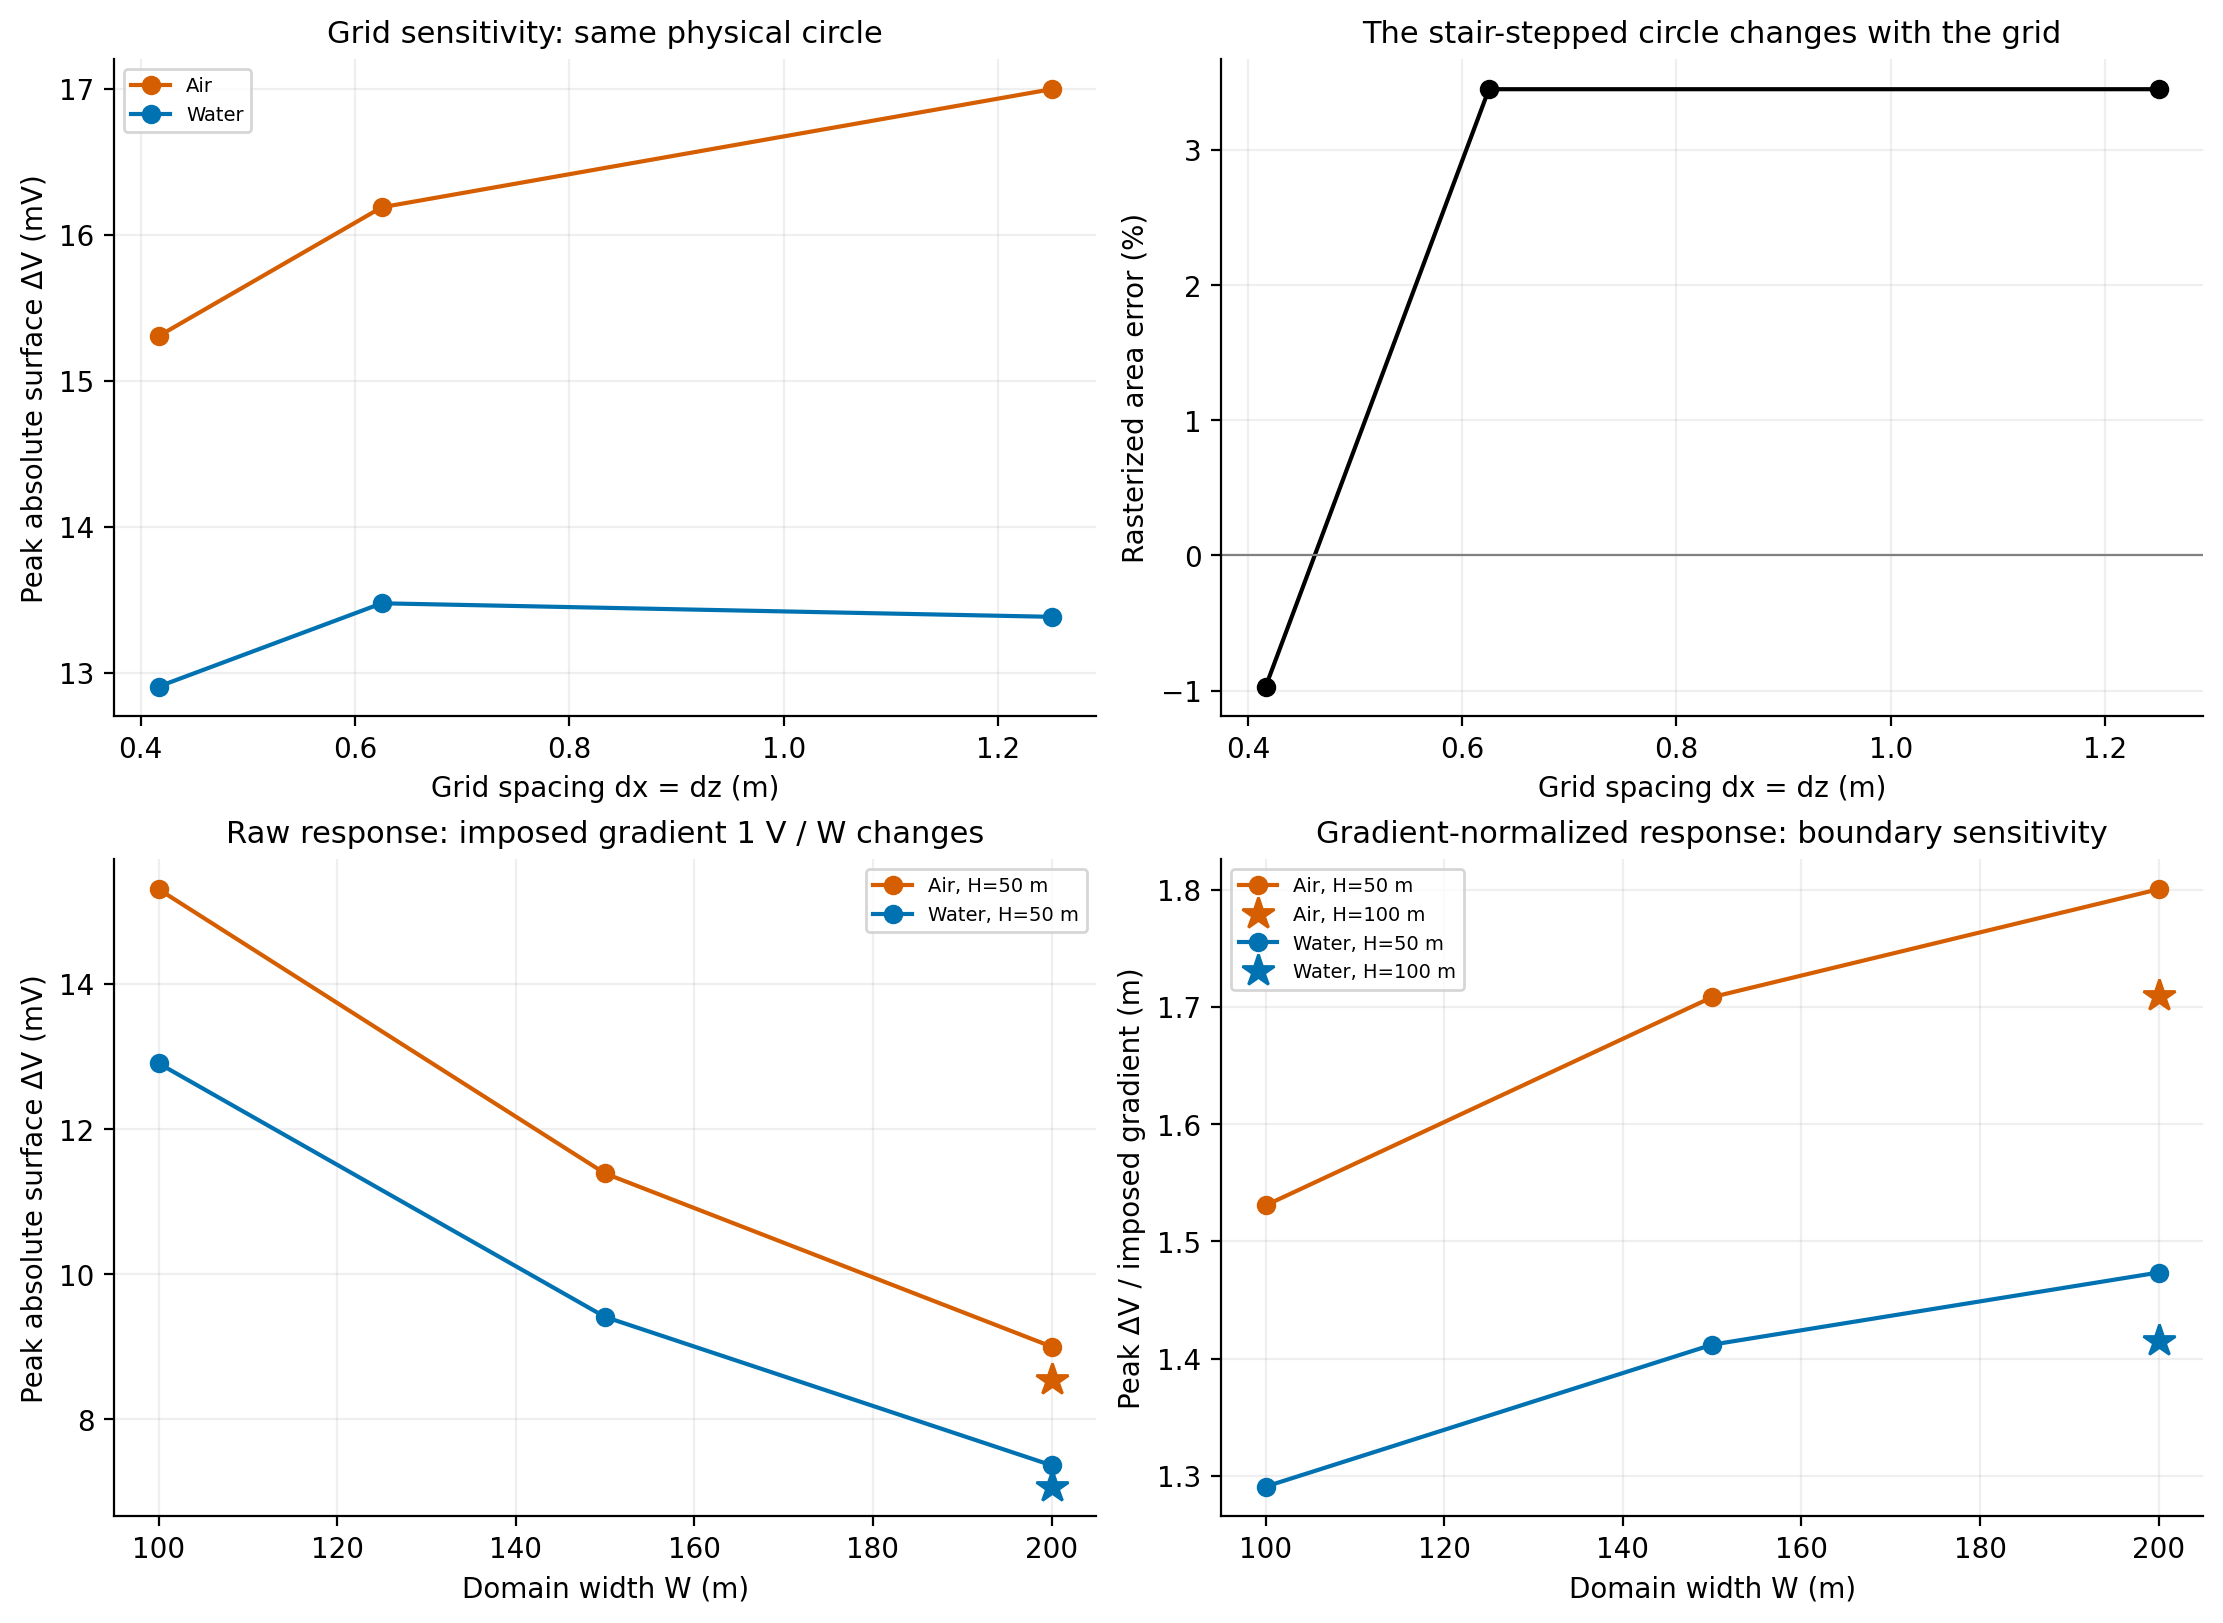 Grid sensitivity: same physical circle
Air
Water
Peak absolute surface ΔV (mV)
17
16
15
14
13
0.4
0.6
0.8
1.0
1.2
Grid spacing dx = dz (m)
The stair-stepped circle changes with the grid
Rasterized area error (%)
3
2
1
0
−1
0.4
0.6
0.8
1.0
1.2
Grid spacing dx = dz (m)
Raw response: imposed gradient 1 V / W changes
Air, H=50 m
Water, H=50 m
Peak absolute surface ΔV (mV)
14
12
10
8
100
120
140
160
180
200
Domain width W (m)
Gradient-normalized response: boundary sensitivity
Air, H=50 m
Air, H=100 m
Water, H=50 m
Water, H=100 m
Peak ΔV / imposed gradient (m)
1.8
1.7
1.6
1.5
1.4
1.3
100
120
140
160
180
200
Domain width W (m)